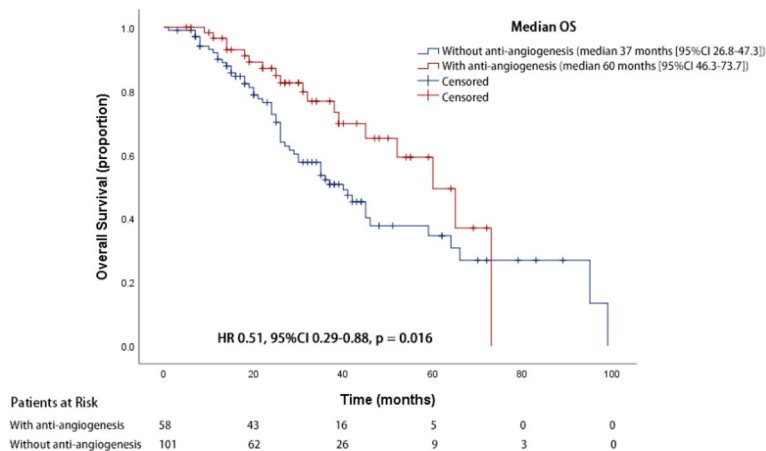 Median OS
Without anti-angiogenesis (median 37 months [95%CI 26.8-47.3])
With anti-angiogenesis (median 60 months [95%CI 46.3-73.7])
Censored
Censored
Overall Survival (proportion)
1.0
0.8
0.6
0.4
0.2
0.0
HR 0.51, 95%CI 0.29-0.88, p = 0.016
0 20 40 60 80 100
Time (months)
Patients at Risk
With anti-angiogenesis 58 43 16 5 0 0
Without anti-angiogenesis 101 62 26 9 3 0